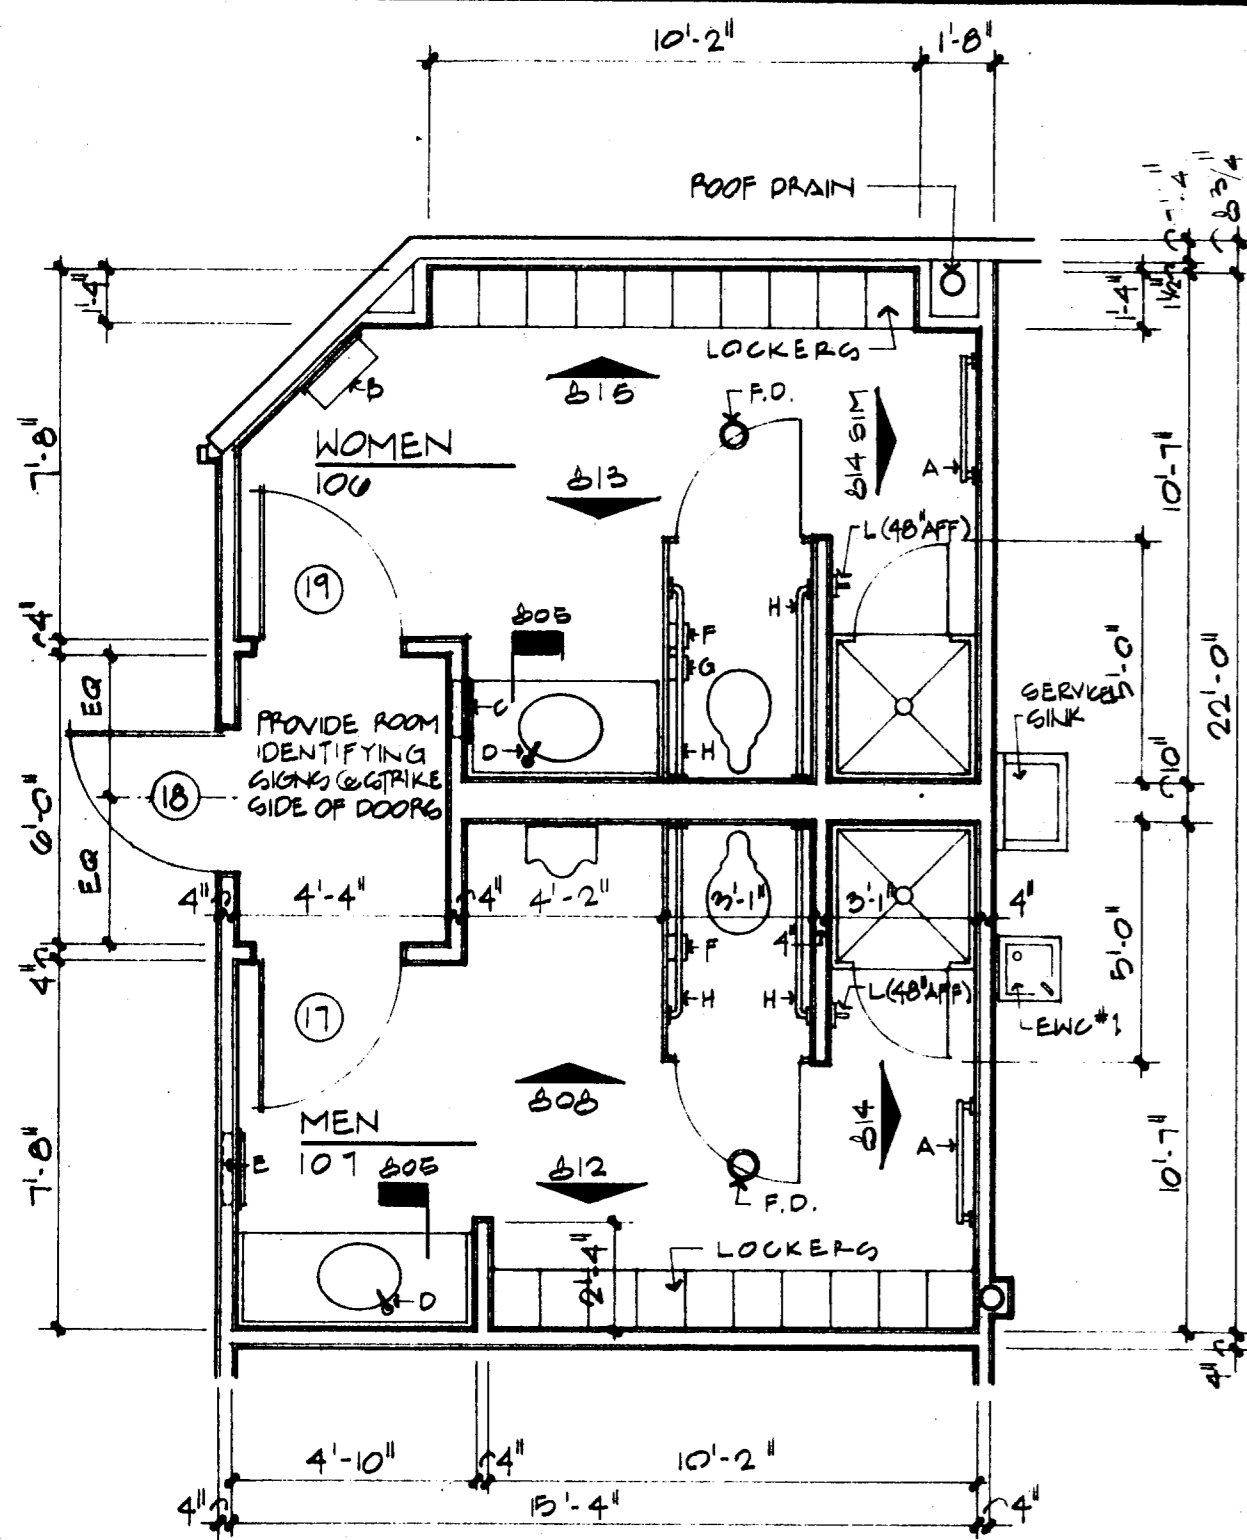 10'-2"
1'-8"
ROOF DRAIN
4"
8 3/4"
1'-4"
1'-4"
1½"
LOCKERS
B
815
F.D.
814 SIM
A
WOMEN
106
813
7'-8"
10'-7"
L(48"AFF)
19
H
805
F
G
4"
5'-0"
EQ
C
SERVICE
SINK
22'-0"
PROVIDE ROOM
IDENTIFYING
SIGNS @ STRIKE
SIDE OF DOORS
D
H
10"
18
6'-0"
EQ
4"
4'-4"
4"
4'-2"
3'-1"
3'-1"
4"
4"
F
5'-0"
4"
H
H
L(48"AFF)
17
EWC #1
808
MEN
107
814
A
7'-8"
E
805
812
10'-7"
F.D.
2'-4"
LOCKERS
D
4"
4'-10"
4"
10'-2"
4"
15'-4"
4"